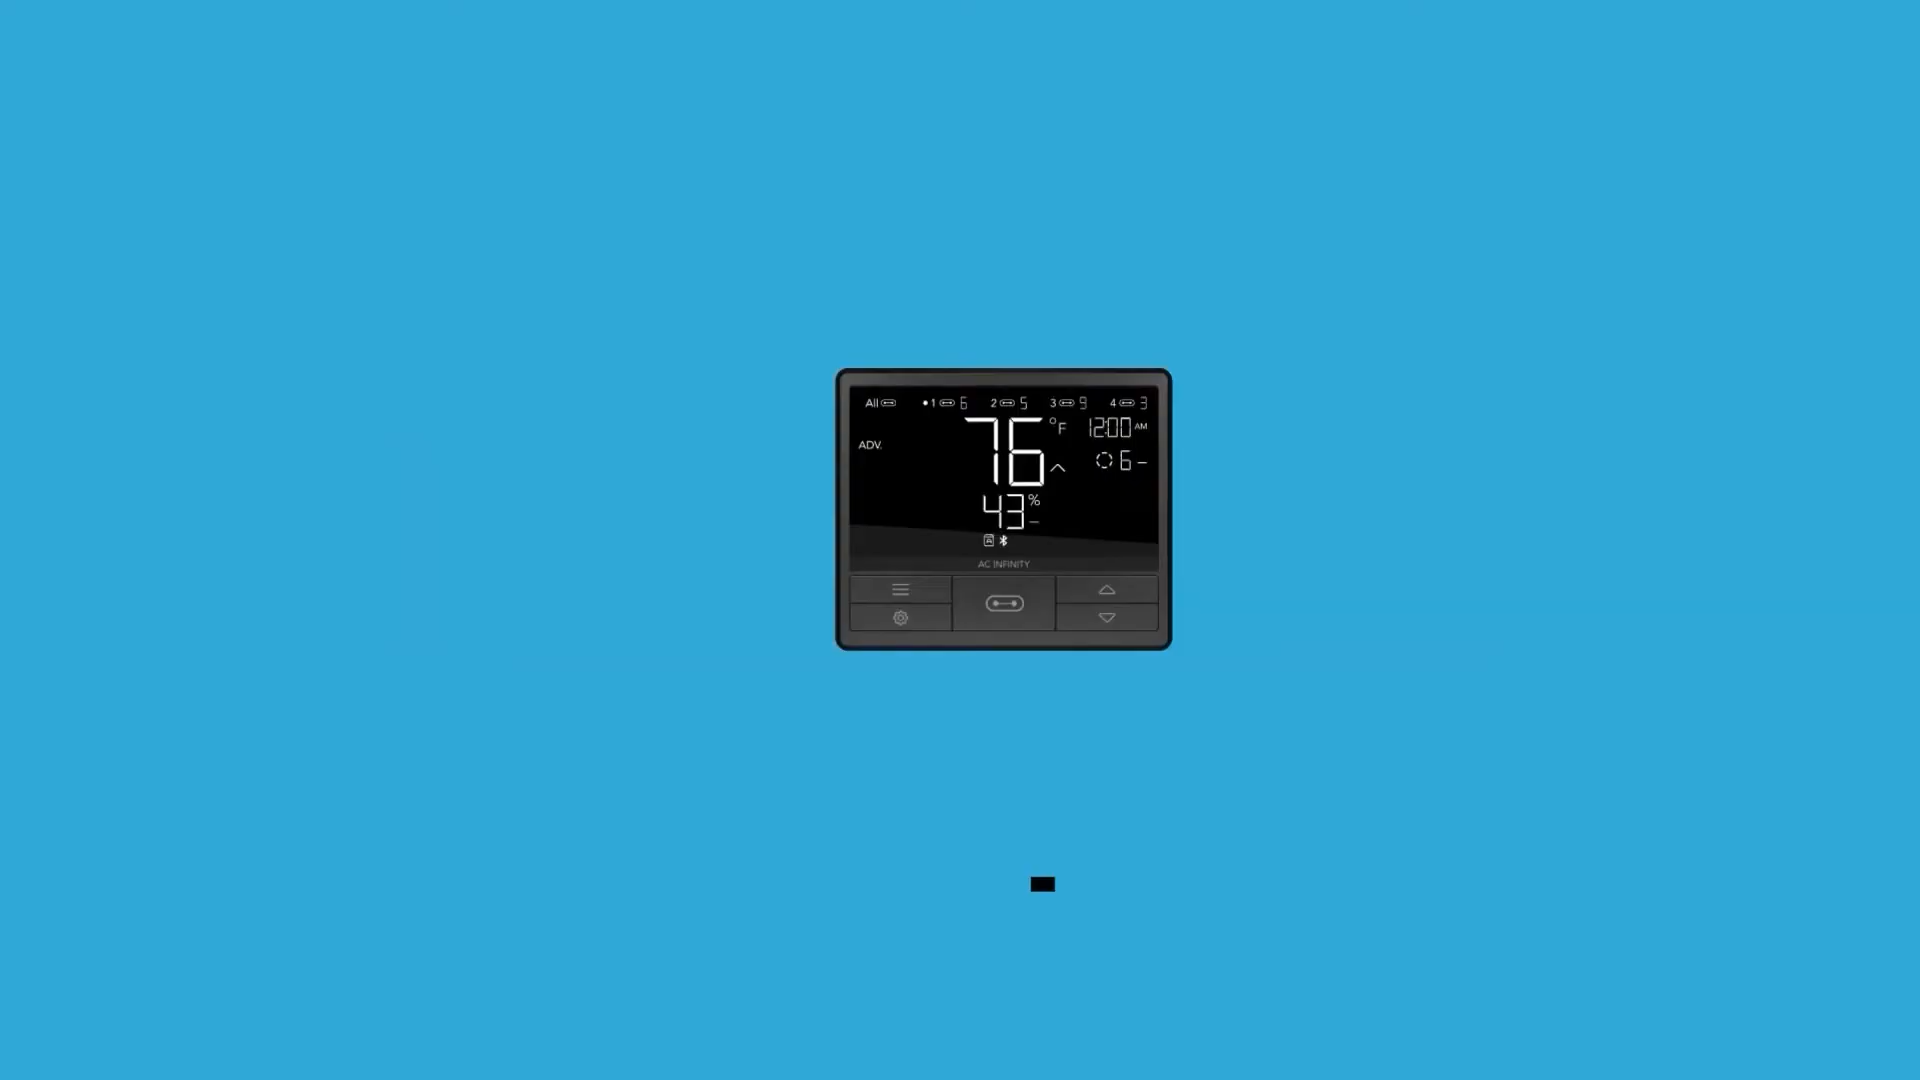 All 1 6 2 5 3 9 4 3
76 °F 12:00 AM
ADV.
6 –
43 %
AC INFINITY